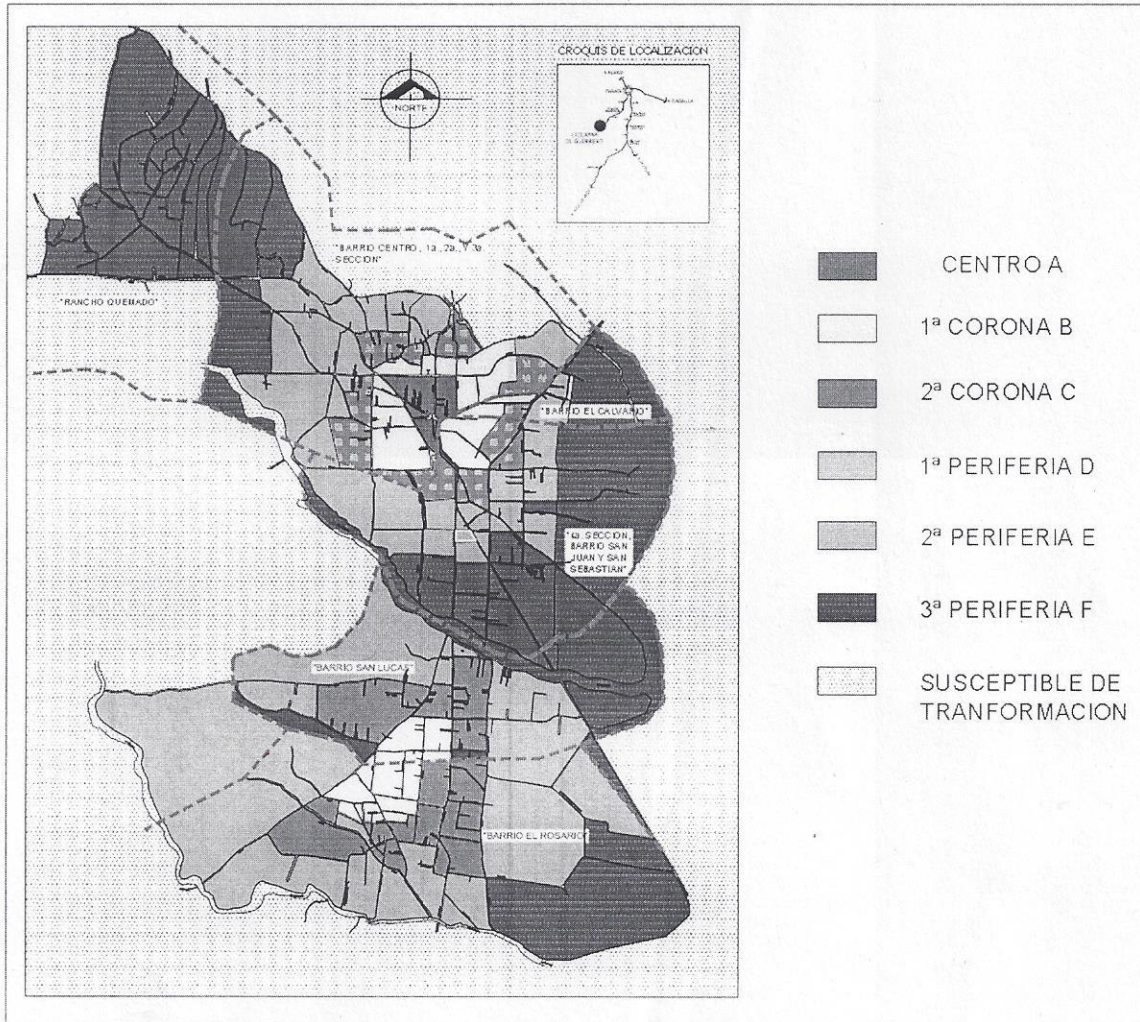 CROQUIS DE LOCALIZACION
NORTE
"BARRIO CENTRO, 1a., 2a., Y 3a.
SECCION"
"RANCHO QUEMADO"
"BARRIO EL CALVARIO"
"4a. SECCION,
BARRIO SAN
JUAN Y SAN
SEBASTIAN"
"BARRIO SAN LUCAS"
"BARRIO EL ROSARIO"
CENTRO A
1ª CORONA B
2ª CORONA C
1ª PERIFERIA D
2ª PERIFERIA E
3ª PERIFERIA F
SUSCEPTIBLE DE
TRANFORMACION